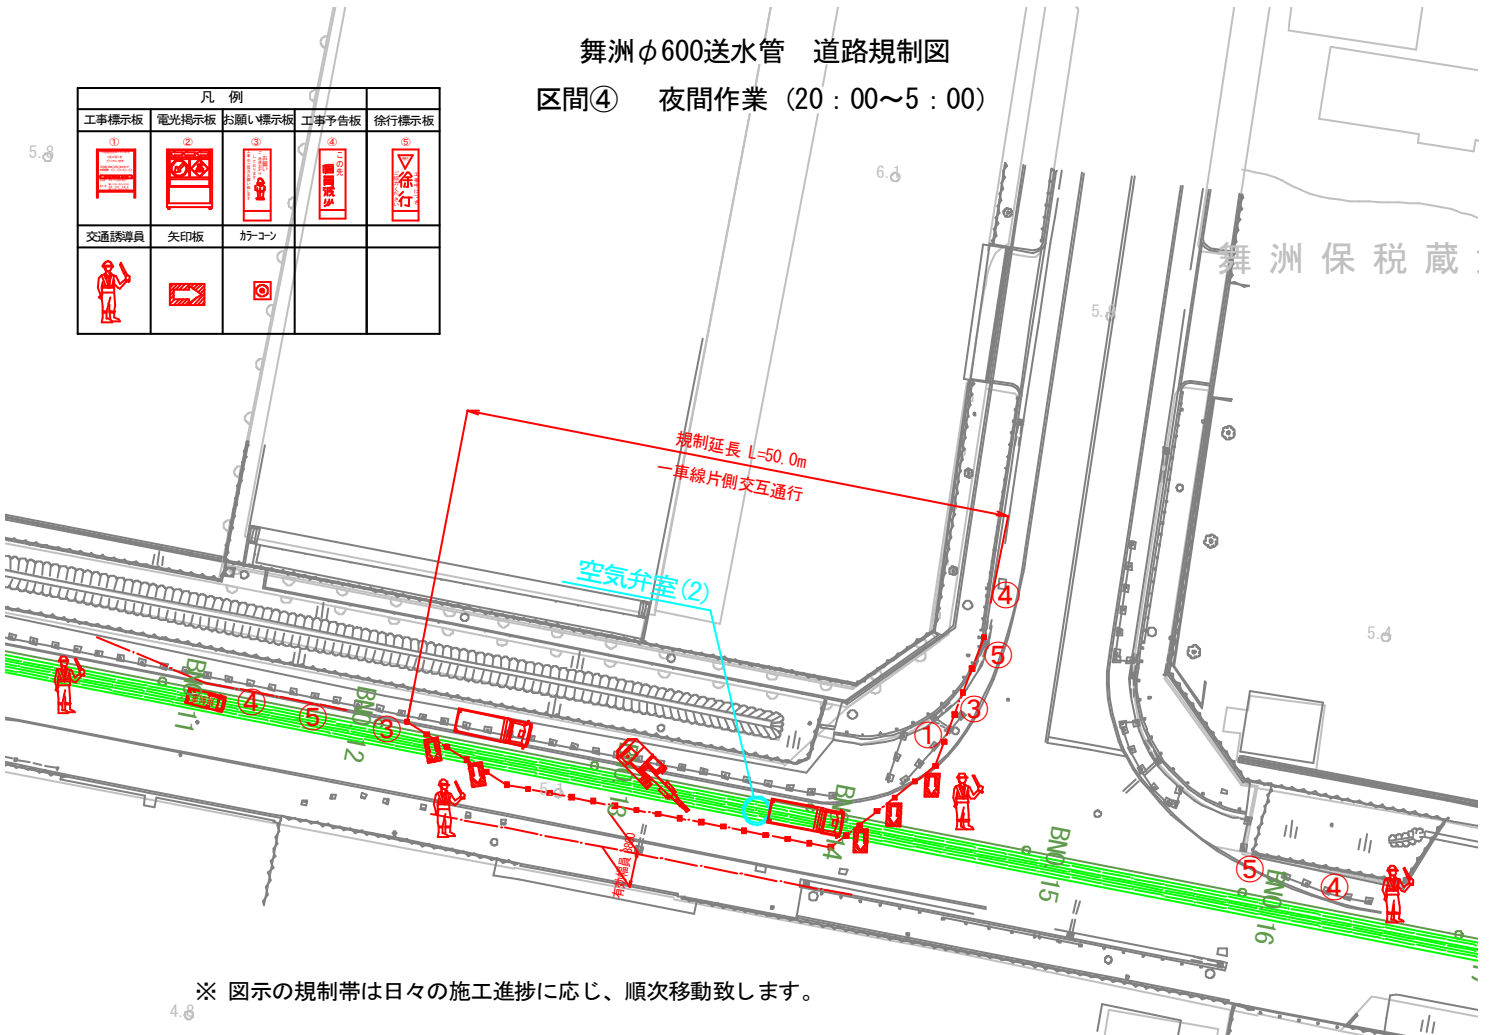 舞洲φ600送水管　道路規制図
区間④　夜間作業（20：00～5：00）
凡　例
工事標示板 電光掲示板 お願い標示板 工事予告板 徐行標示板
① ② ③ ④ ⑤
この先
徐行
交通誘導員 矢印板 カラーコーン
5.8
6.1
舞洲保税蔵
5.8
規制延長 L=50.0m
一車線片側交互通行
空気弁室(2)
④
⑤
③
①
5.4
BNO.11
④
⑤
BNO.12
③
BNO.13
5.3
BNO.14
BNO.15
⑤
④
BNO.16
※ 図示の規制帯は日々の施工進捗に応じ、順次移動致します。
4.8